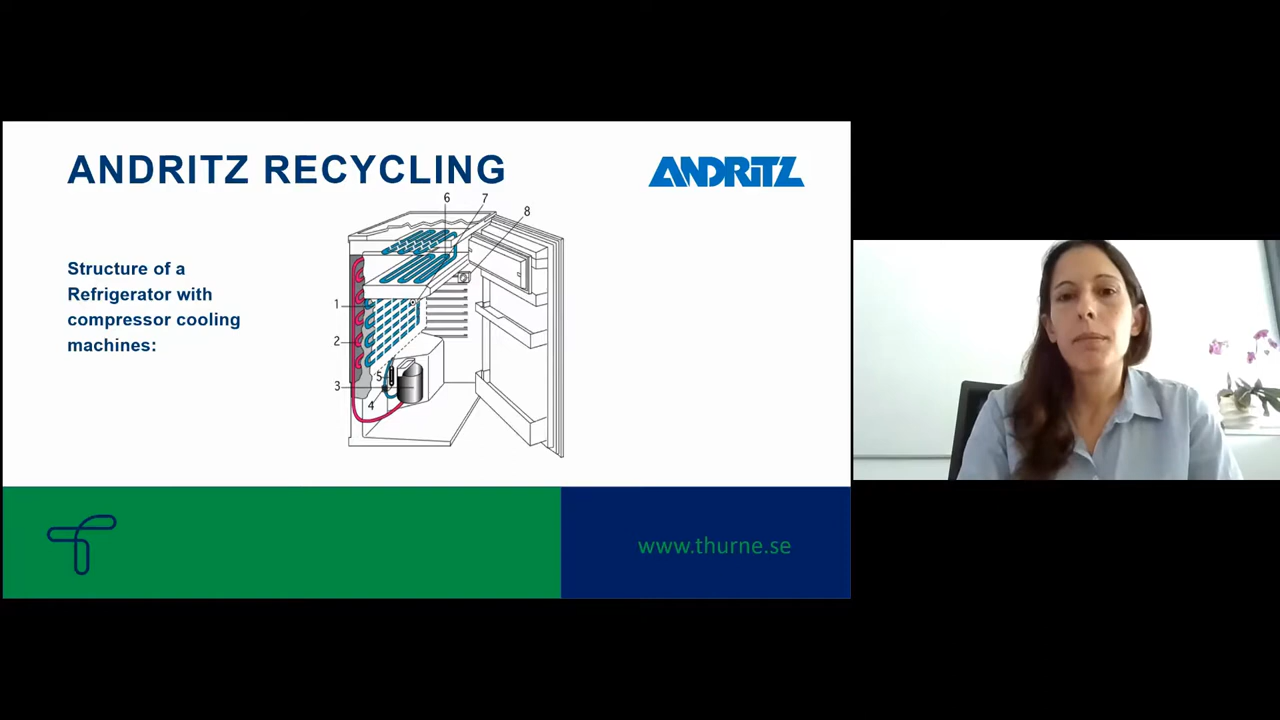 ANDRITZ RECYCLING
ANDRITZ
Structure of a
Refrigerator with
compressor cooling
machines:
6
7
8
1
2
5
3
4
www.thurne.se